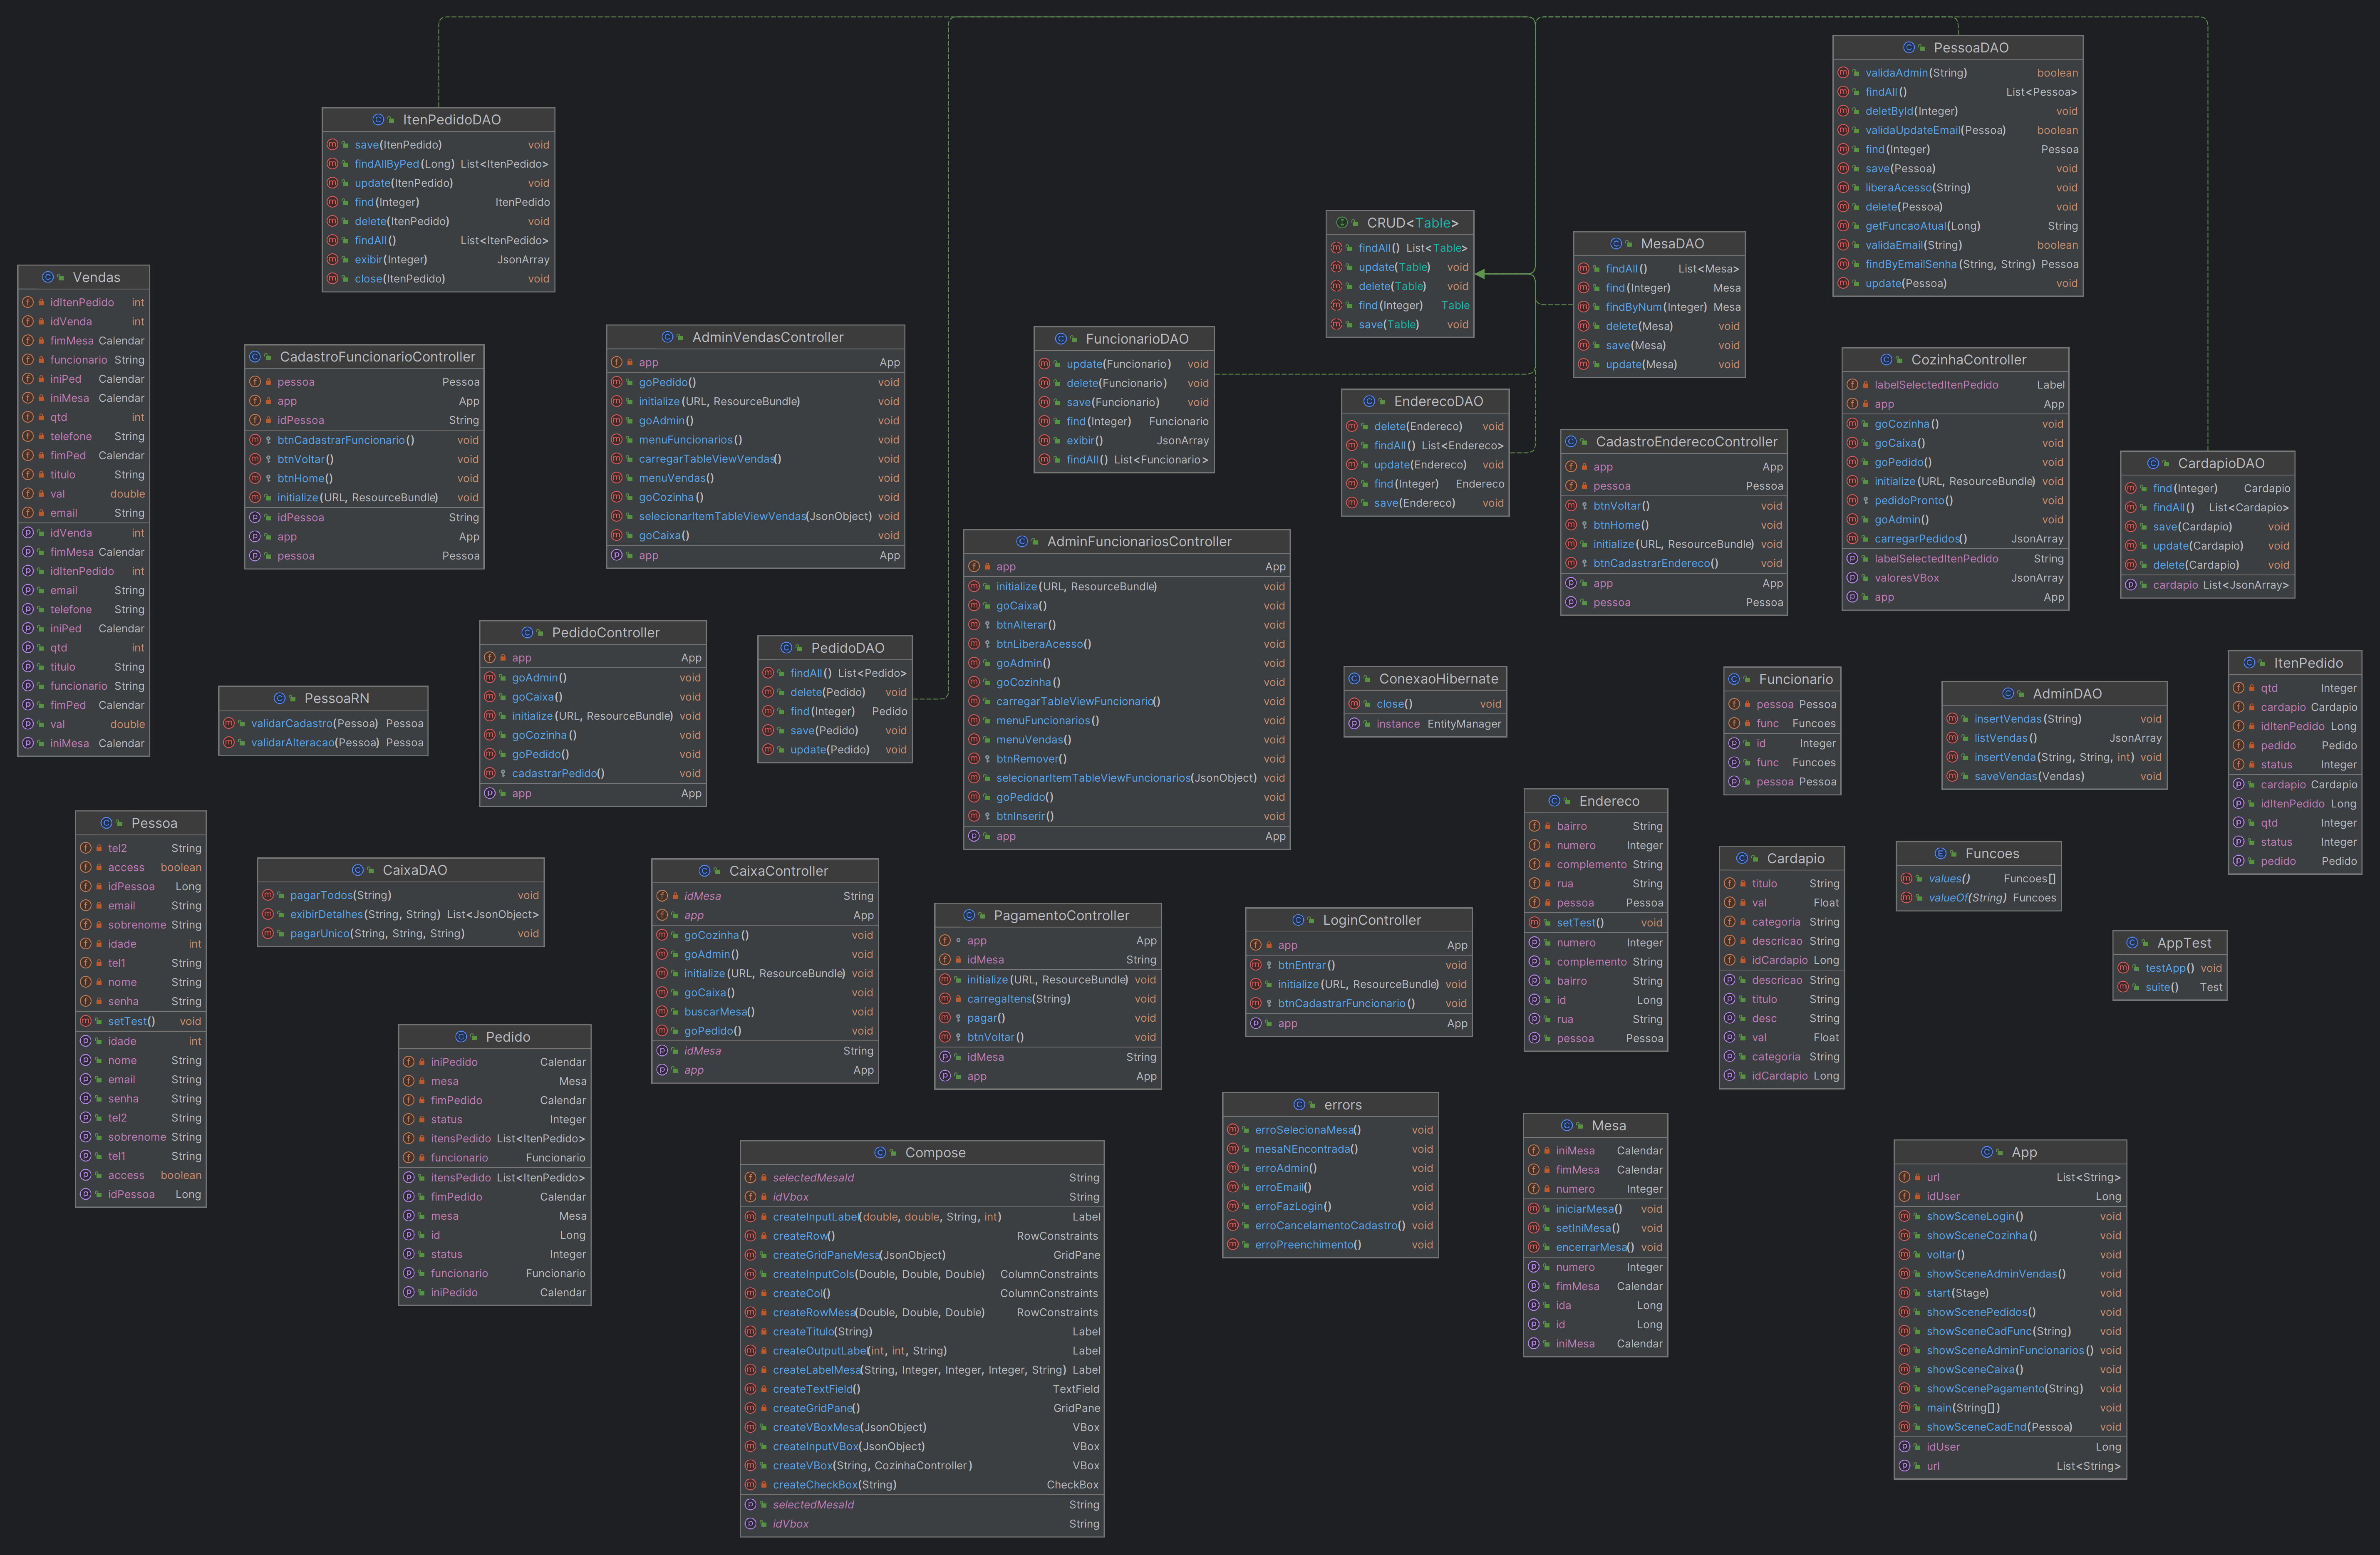 PessoaDAO
validaAdmin(String) boolean
findAll() List<Pessoa>
deletById(Integer) void
validaUpdateEmail(Pessoa) boolean
find(Integer) Pessoa
save(Pessoa) void
liberaAcesso(String) void
delete(Pessoa) void
getFuncaoAtual(Long) String
validaEmail(String) boolean
findByEmailSenha(String, String) Pessoa
update(Pessoa) void
ItenPedidoDAO
save(ItenPedido) void
findAllByPed(Long) List<ItenPedido>
update(ItenPedido) void
find(Integer) ItenPedido
delete(ItenPedido) void
findAll() List<ItenPedido>
exibir(Integer) JsonArray
close(ItenPedido) void
CRUD<Table>
findAll() List<Table>
update(Table) void
delete(Table) void
find(Integer) Table
save(Table) void
MesaDAO
findAll() List<Mesa>
find(Integer) Mesa
findByNum(Integer) Mesa
delete(Mesa) void
save(Mesa) void
update(Mesa) void
Vendas
idItenPedido int
idVenda int
fimMesa Calendar
funcionario String
iniPed Calendar
iniMesa Calendar
qtd int
telefone String
fimPed Calendar
titulo String
val double
email String
idVenda int
fimMesa Calendar
idItenPedido int
email String
telefone String
iniPed Calendar
qtd int
titulo String
funcionario String
fimPed Calendar
val double
iniMesa Calendar
CadastroFuncionarioController
pessoa Pessoa
app App
idPessoa String
btnCadastrarFuncionario() void
btnVoltar() void
btnHome() void
initialize(URL, ResourceBundle) void
idPessoa String
app App
pessoa Pessoa
AdminVendasController
app App
goPedido() void
initialize(URL, ResourceBundle) void
goAdmin() void
menuFuncionarios() void
carregarTableViewVendas() void
menuVendas() void
goCozinha() void
selecionarItemTableViewVendas(JsonObject) void
goCaixa() void
app App
FuncionarioDAO
update(Funcionario) void
delete(Funcionario) void
save(Funcionario) void
find(Integer) Funcionario
exibir() JsonArray
findAll() List<Funcionario>
EnderecoDAO
delete(Endereco) void
findAll() List<Endereco>
update(Endereco) void
find(Integer) Endereco
save(Endereco) void
CozinhaController
labelSelectedItenPedido Label
app App
goCozinha() void
goCaixa() void
goPedido() void
initialize(URL, ResourceBundle) void
pedidoPronto() void
goAdmin() void
carregarPedidos() JsonArray
labelSelectedItenPedido String
valoresVBox JsonArray
app App
CadastroEnderecoController
app App
pessoa Pessoa
btnVoltar() void
btnHome() void
initialize(URL, ResourceBundle) void
btnCadastrarEndereco() void
app App
pessoa Pessoa
CardapioDAO
find(Integer) Cardapio
findAll() List<Cardapio>
save(Cardapio) void
update(Cardapio) void
delete(Cardapio) void
cardapio List<JsonArray>
AdminFuncionariosController
app App
initialize(URL, ResourceBundle) void
goCaixa() void
btnAlterar() void
btnLiberaAcesso() void
goAdmin() void
goCozinha() void
carregarTableViewFuncionario() void
menuFuncionarios() void
menuVendas() void
btnRemover() void
selecionarItemTableViewFuncionarios(JsonObject) void
goPedido() void
btnInserir() void
app App
PedidoController
app App
goAdmin() void
goCaixa() void
initialize(URL, ResourceBundle) void
goCozinha() void
goPedido() void
cadastrarPedido() void
app App
PedidoDAO
findAll() List<Pedido>
delete(Pedido) void
find(Integer) Pedido
save(Pedido) void
update(Pedido) void
PessoaRN
validarCadastro(Pessoa) Pessoa
validarAlteracao(Pessoa) Pessoa
ConexaoHibernate
close() void
instance EntityManager
Funcionario
pessoa Pessoa
func Funcoes
id Integer
func Funcoes
pessoa Pessoa
AdminDAO
insertVendas(String) void
listVendas() JsonArray
insertVenda(String, String, int) void
saveVendas(Vendas) void
ItenPedido
qtd Integer
cardapio Cardapio
idItenPedido Long
pedido Pedido
status Integer
cardapio Cardapio
idItenPedido Long
qtd Integer
status Integer
pedido Pedido
Pessoa
tel2 String
access boolean
idPessoa Long
email String
sobrenome String
idade int
tel1 String
nome String
senha String
setTest() void
idade int
nome String
email String
senha String
tel2 String
sobrenome String
tel1 String
access boolean
idPessoa Long
CaixaDAO
pagarTodos(String) void
exibirDetalhes(String, String) List<JsonObject>
pagarUnico(String, String, String) void
CaixaController
idMesa String
app App
goCozinha() void
goAdmin() void
initialize(URL, ResourceBundle) void
goCaixa() void
buscarMesa() void
goPedido() void
idMesa String
app App
PagamentoController
app App
idMesa String
initialize(URL, ResourceBundle) void
carregaItens(String) void
pagar() void
btnVoltar() void
idMesa String
app App
LoginController
app App
btnEntrar() void
initialize(URL, ResourceBundle) void
btnCadastrarFuncionario() void
app App
Endereco
bairro String
numero Integer
complemento String
rua String
pessoa Pessoa
setTest() void
numero Integer
complemento String
bairro String
id Long
rua String
pessoa Pessoa
Cardapio
titulo String
val Float
categoria String
descricao String
idCardapio Long
descricao String
titulo String
desc String
val Float
categoria String
idCardapio Long
Funcoes
values() Funcoes[]
valueOf(String) Funcoes
AppTest
testApp() void
suite() Test
Pedido
iniPedido Calendar
mesa Mesa
fimPedido Calendar
status Integer
itensPedido List<ItenPedido>
funcionario Funcionario
itensPedido List<ItenPedido>
fimPedido Calendar
mesa Mesa
id Long
status Integer
funcionario Funcionario
iniPedido Calendar
Compose
selectedMesaId String
idVbox String
createInputLabel(double, double, String, int) Label
createRow() RowConstraints
createGridPaneMesa(JsonObject) GridPane
createInputCols(Double, Double, Double) ColumnConstraints
createCol() ColumnConstraints
createRowMesa(Double, Double, Double) RowConstraints
createTitulo(String) Label
createOutputLabel(int, int, String) Label
createLabelMesa(String, Integer, Integer, Integer, String) Label
createTextField() TextField
createGridPane() GridPane
createVBoxMesa(JsonObject) VBox
createInputVBox(JsonObject) VBox
createVBox(String, CozinhaController) VBox
createCheckBox(String) CheckBox
selectedMesaId String
idVbox String
errors
erroSelecionaMesa() void
mesaNEncontrada() void
erroAdmin() void
erroEmail() void
erroFazLogin() void
erroCancelamentoCadastro() void
erroPreenchimento() void
Mesa
iniMesa Calendar
fimMesa Calendar
numero Integer
iniciarMesa() void
setIniMesa() void
encerrarMesa() void
numero Integer
fimMesa Calendar
ida Long
id Long
iniMesa Calendar
App
url List<String>
idUser Long
showSceneLogin() void
showSceneCozinha() void
voltar() void
showSceneAdminVendas() void
start(Stage) void
showScenePedidos() void
showSceneCadFunc(String) void
showSceneAdminFuncionarios() void
showSceneCaixa() void
showScenePagamento(String) void
main(String[]) void
showSceneCadEnd(Pessoa) void
idUser Long
url List<String>